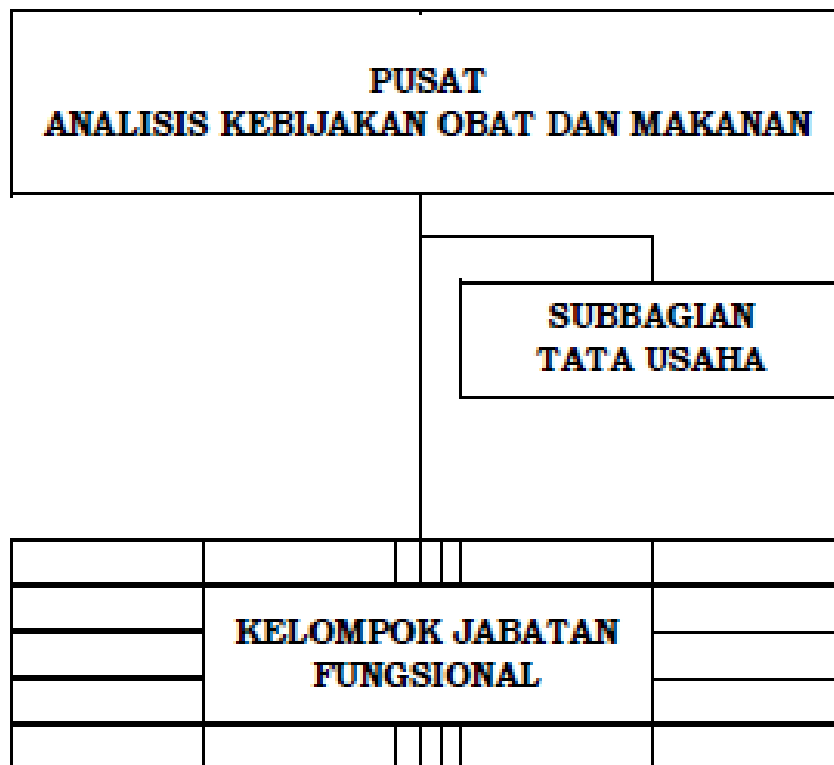 PUSAT
ANALISIS KEBIJAKAN OBAT DAN MAKANAN
SUBBAGIAN
TATA USAHA
KELOMPOK JABATAN
FUNGSIONAL